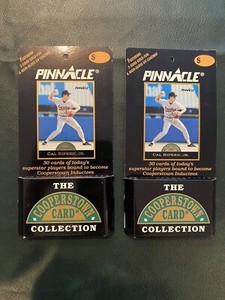 S
PINNACLE
PINNACLE
CAL RIPKEN, JR.
30 cards of today's
superstar players bound to become
Cooperstown Inductees
THE
COOPERSTOWN
CARD
COLLECTION
S
PINNACLE
PINNACLE
CAL RIPKEN, JR.
30 cards of today's
superstar players bound to become
Cooperstown Inductees
THE
COOPERSTOWN
CARD
COLLECTION